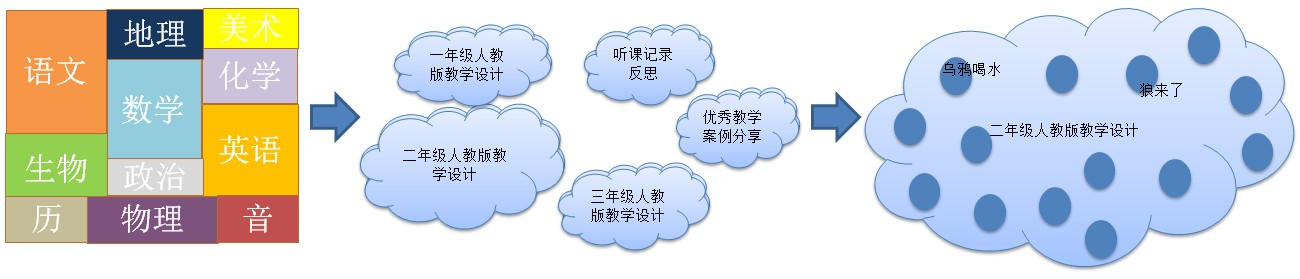 语文
地理
美术
化学
数学
英语
生物
政治
历
物理
音
一年级人教
版教学设计
听课记录
反思
优秀教学
案例分享
二年级人教版教
学设计
三年级人教
版教学设计
乌鸦喝水
狼来了
二年级人教版教学设计